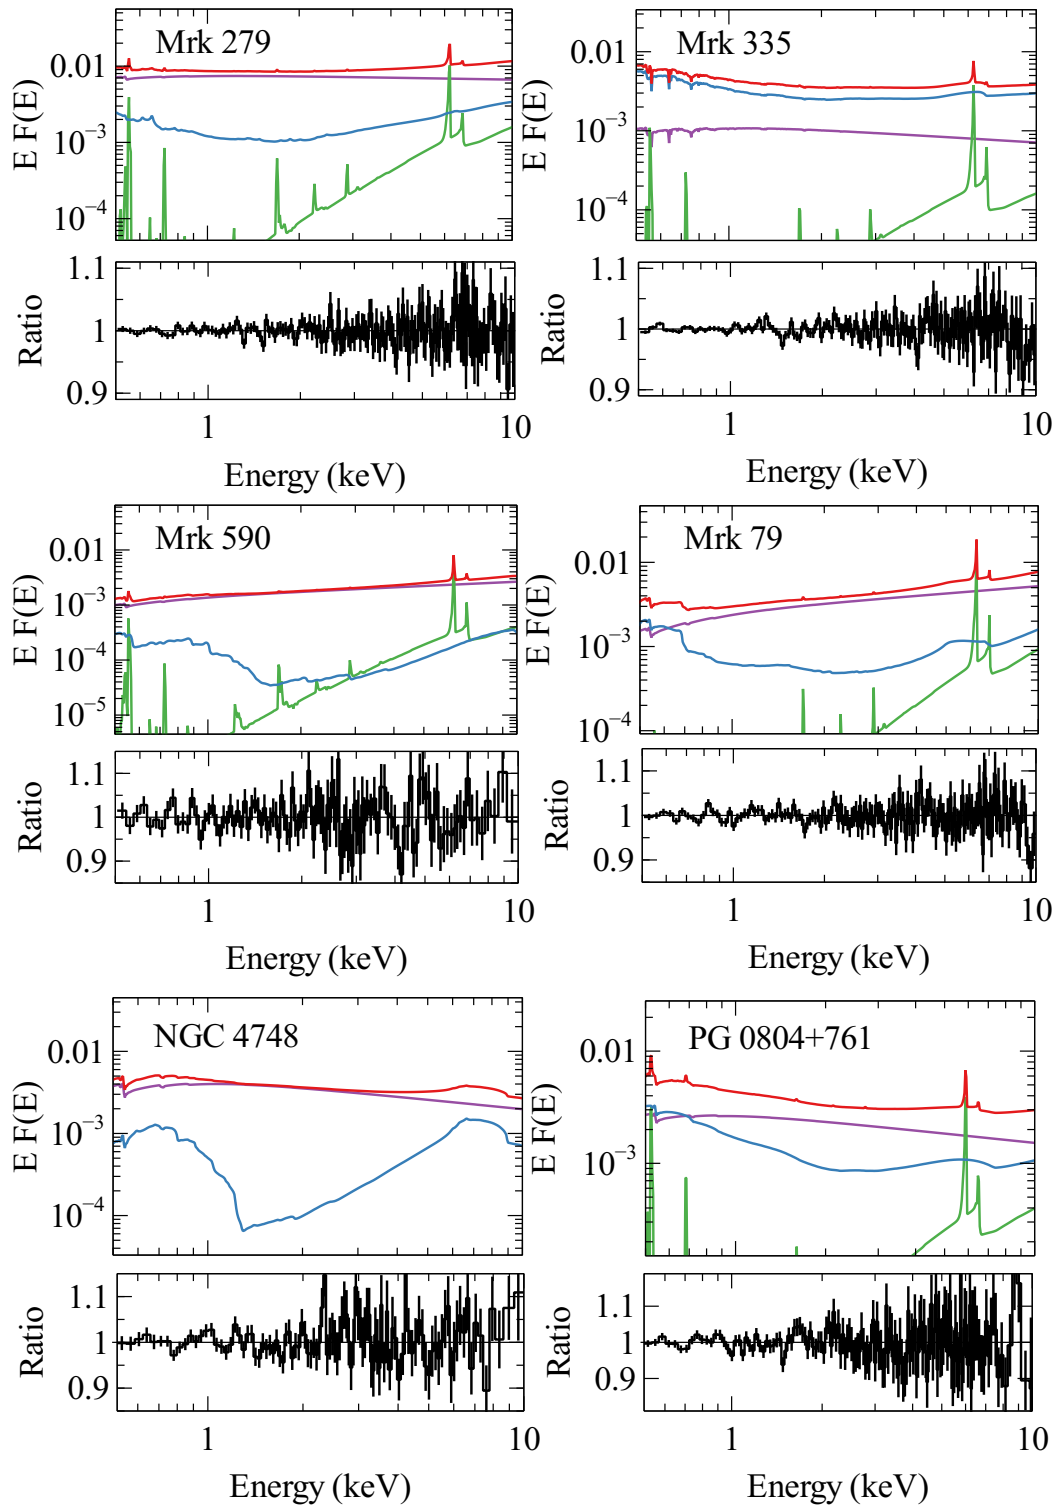 Mrk 279
E F(E)
0.01
10−3
10−4
Ratio
1.1
1
0.9
1
10
Energy (keV)
Mrk 335
E F(E)
0.01
10−3
10−4
Ratio
1.1
1
0.9
1
10
Energy (keV)
Mrk 590
E F(E)
0.01
10−3
10−4
10−5
Ratio
1.1
1
0.9
1
10
Energy (keV)
Mrk 79
E F(E)
0.01
10−3
10−4
Ratio
1.1
1
0.9
1
10
Energy (keV)
NGC 4748
E F(E)
0.01
10−3
10−4
Ratio
1.1
1
0.9
1
10
Energy (keV)
PG 0804+761
E F(E)
0.01
10−3
Ratio
1.1
1
0.9
1
10
Energy (keV)